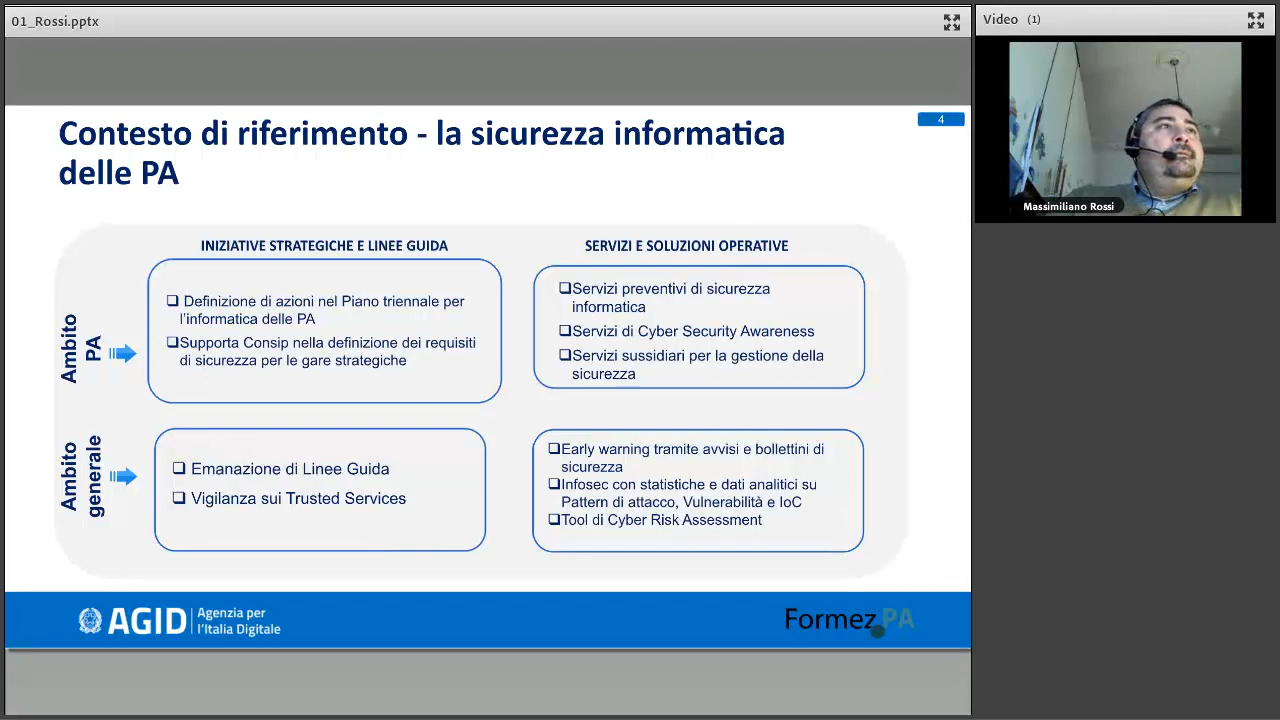 01_Rossi.pptx
Video (1)
Massimiliano Rossi
4
Contesto di riferimento - la sicurezza informatica
delle PA
INIZIATIVE STRATEGICHE E LINEE GUIDA
SERVIZI E SOLUZIONI OPERATIVE
Ambito
PA
❑ Definizione di azioni nel Piano triennale per
l'informatica delle PA
❑Supporta Consip nella definizione dei requisiti
di sicurezza per le gare strategiche
❑Servizi preventivi di sicurezza
informatica
❑Servizi di Cyber Security Awareness
❑Servizi sussidiari per la gestione della
sicurezza
Ambito
generale
❑ Emanazione di Linee Guida
❑ Vigilanza sui Trusted Services
❑Early warning tramite avvisi e bollettini di
sicurezza
❑Infosec con statistiche e dati analitici su
Pattern di attacco, Vulnerabilità e IoC
❑Tool di Cyber Risk Assessment
AGID
Agenzia per
l'Italia Digitale
Formez PA